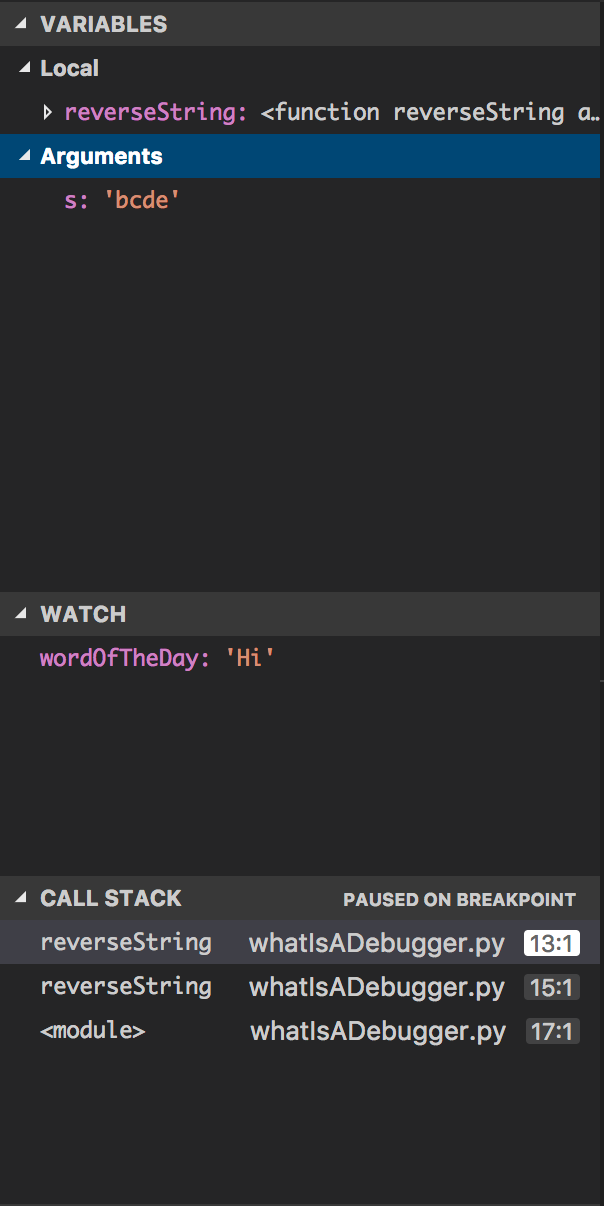 VARIABLES
Local
reverseString: <function reverseString a…
Arguments
s: 'bcde'
WATCH
wordOfTheDay: 'Hi'
CALL STACK PAUSED ON BREAKPOINT
reverseString whatIsADebugger.py 13:1
reverseString whatIsADebugger.py 15:1
<module> whatIsADebugger.py 17:1